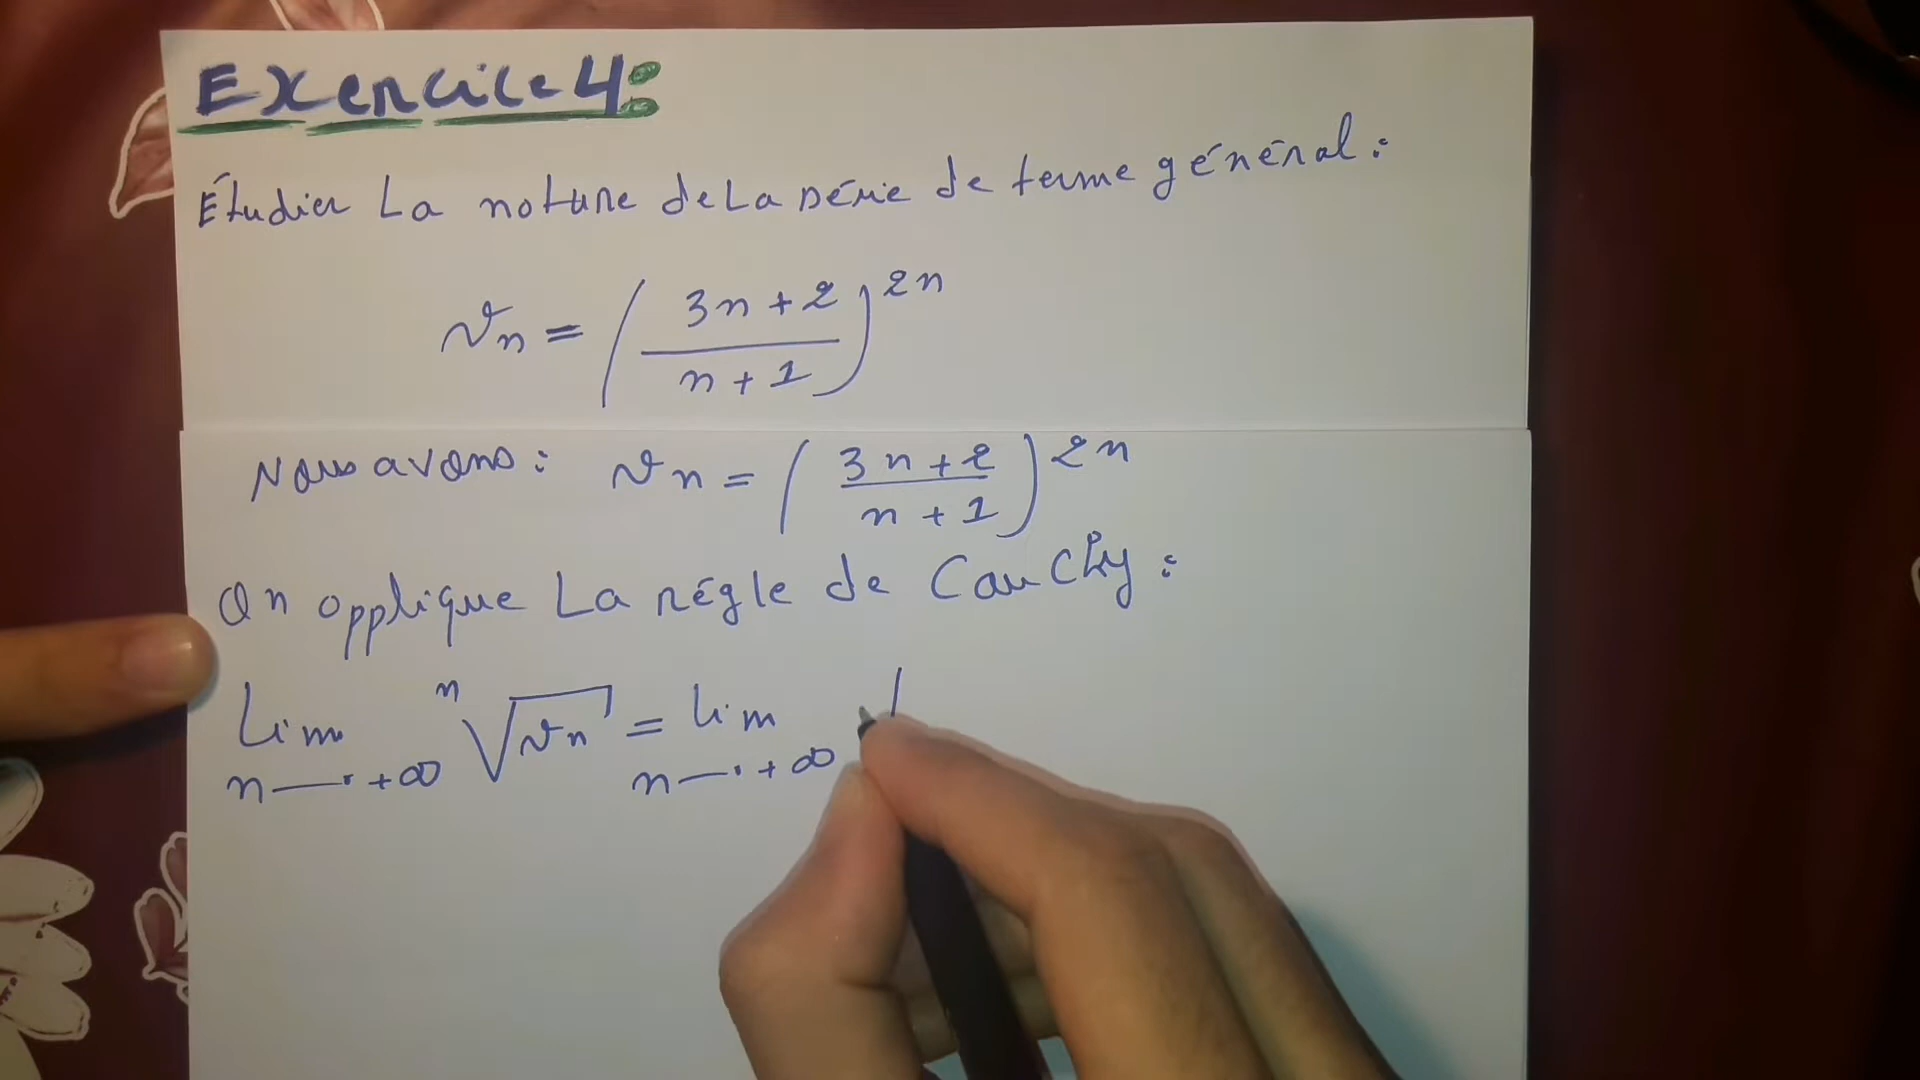 Exercice 4:
Étudier La nature de La série de terme général:
Vn = ( 3n+2 / n+1 )^2n
Nous avons: Vn = ( 3n+2 / n+1 )^2n
On applique La régle de Cauchy:
Lim n→+∞ ⁿ√Vn = lim n→+∞